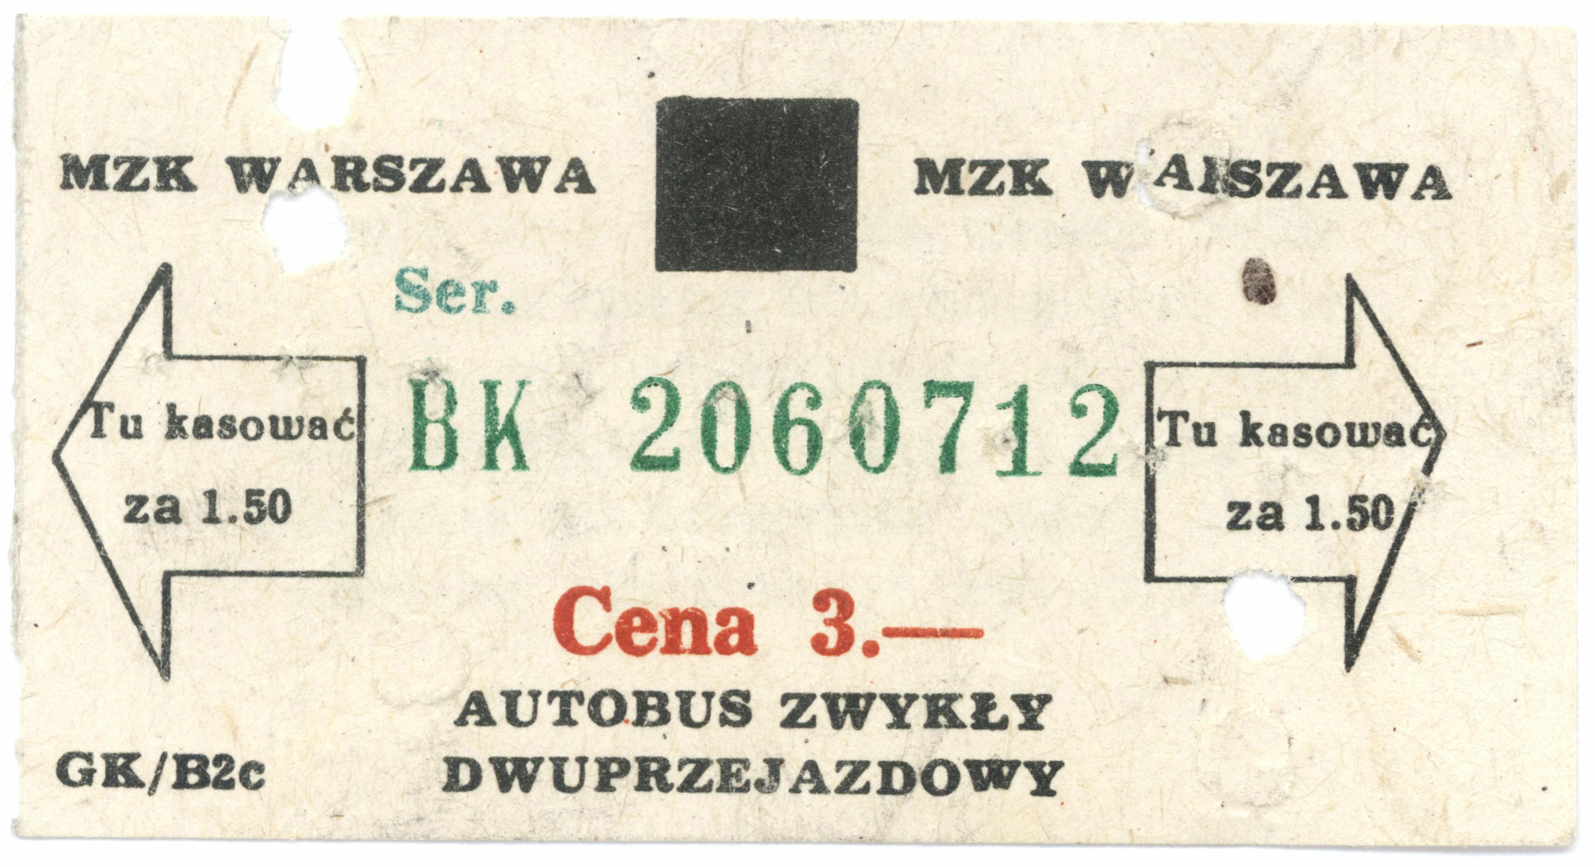 MZK WARSZAWA
MZK WARSZAWA
Ser.
BK 2060712
Tu kasować
za 1.50
Tu kasować
za 1.50
Cena 3.—
AUTOBUS ZWYKŁY
DWUPRZEJAZDOWY
GK/B2c